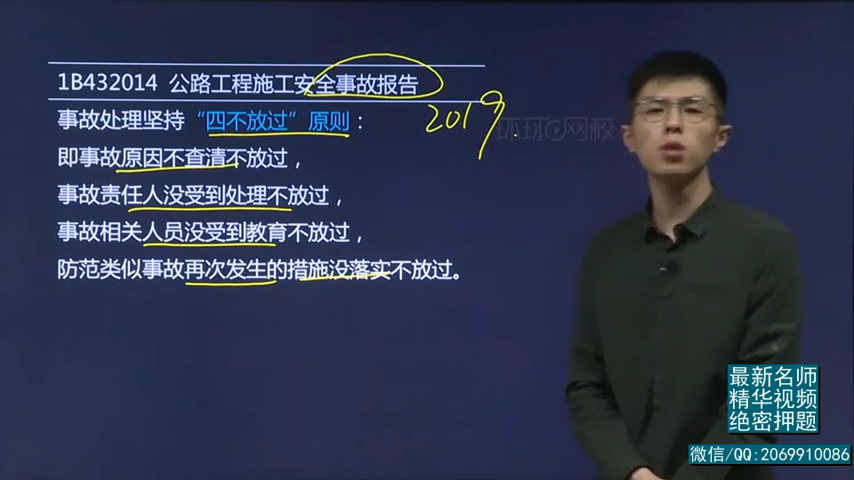 1B432014 公路工程施工安全事故报告
事故处理坚持“四不放过”原则：
2019.
环球网校
即事故原因不查清不放过，
事故责任人没受到处理不放过，
事故相关人员没受到教育不放过，
防范类似事故再次发生的措施没落实不放过。
最新名师
精华视频
绝密押题
微信/QQ:2069910086